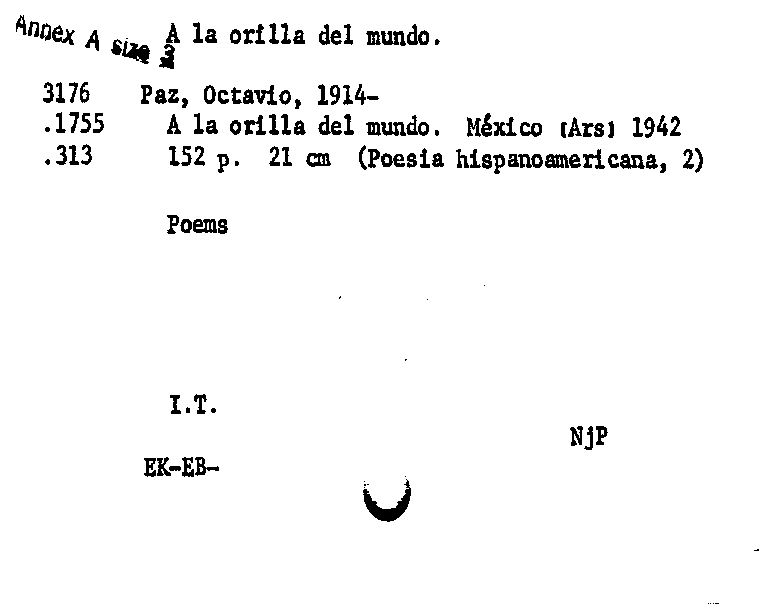 Annex A size 2
A la orilla del mundo.
3176 Paz, Octavio, 1914-
.1755 A la orilla del mundo. México [Ars] 1942
.313 152 p. 21 cm (Poesia hispanoamericana, 2)
Poems
I.T.
NjP
EK-EB-